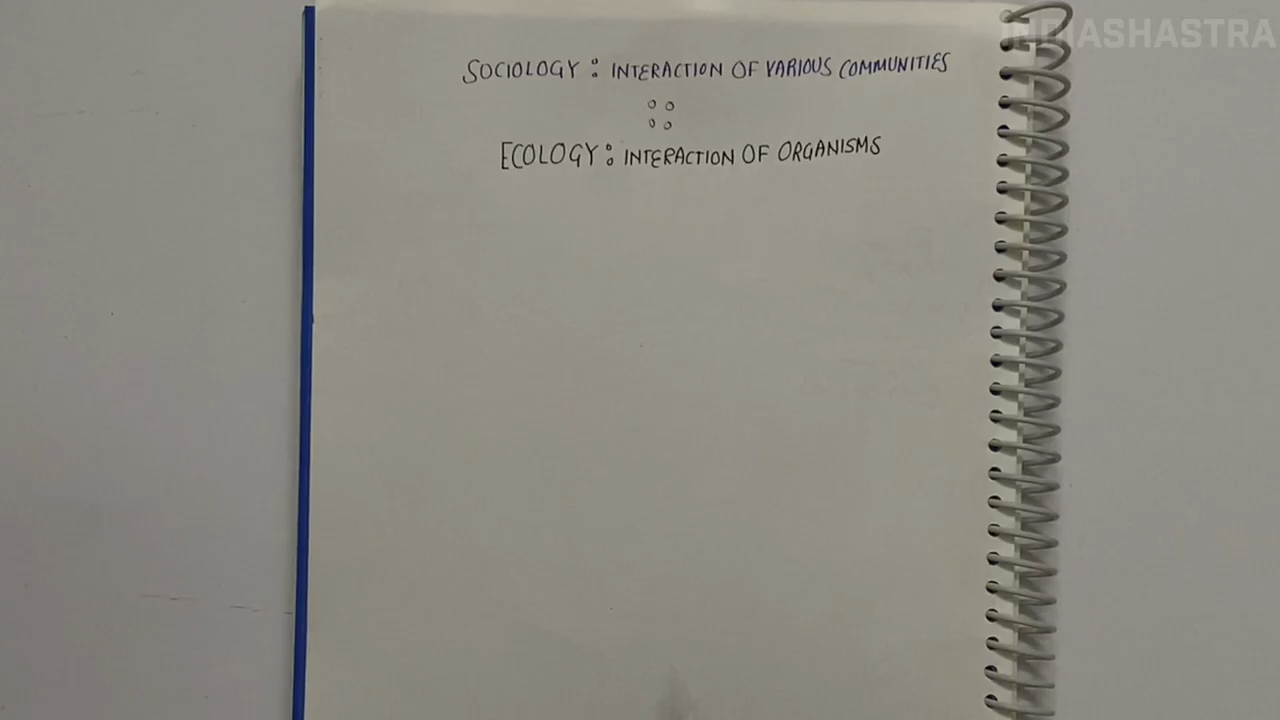 INDIASHASTRA
SOCIOLOGY : INTERACTION OF VARIOUS COMMUNITIES
::
ECOLOGY : INTERACTION OF ORGANISMS